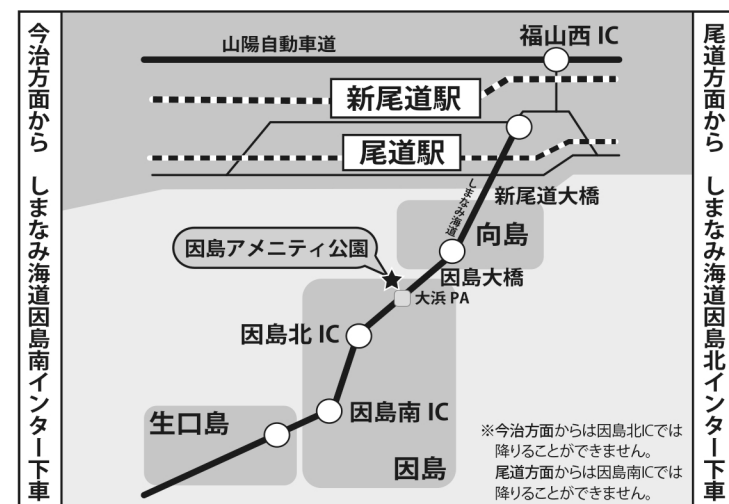 今治方面から しまなみ海道因島南インター下車
尾道方面から しまなみ海道因島北インター下車
福山西 IC
山陽自動車道
新尾道駅
尾道駅
しまなみ海道
新尾道大橋
向島
因島アメニティ公園
因島大橋
大浜 PA
因島北 IC
因島南 IC
生口島
因島
※今治方面からは因島北ICでは
降りることができません。
尾道方面からは因島南ICでは
降りることができません。